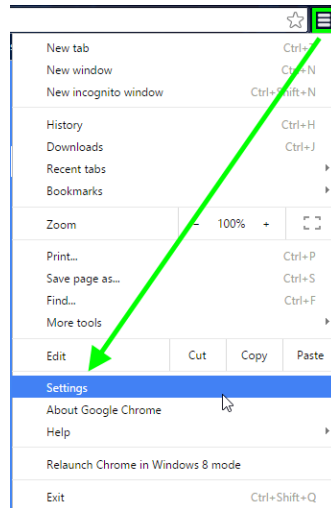 New tab Ctrl+T
New window Ctrl+N
New incognito window Ctrl+Shift+N
History Ctrl+H
Downloads Ctrl+J
Recent tabs
Bookmarks
Zoom - 100% +
Print... Ctrl+P
Save page as... Ctrl+S
Find... Ctrl+F
More tools
Edit Cut Copy Paste
Settings
About Google Chrome
Help
Relaunch Chrome in Windows 8 mode
Exit Ctrl+Shift+Q